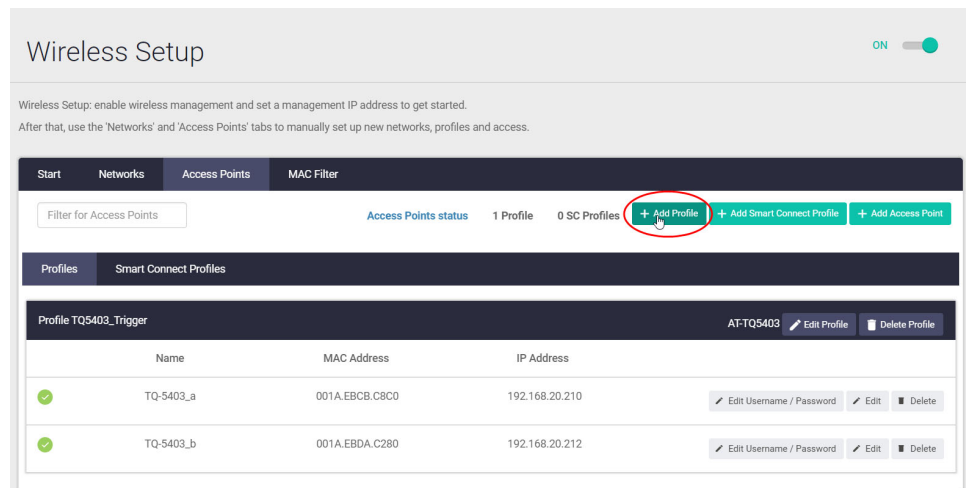 Wireless Setup
ON
Wireless Setup: enable wireless management and set a management IP address to get started.
After that, use the 'Networks' and 'Access Points' tabs to manually set up new networks, profiles and access.
Start Networks Access Points MAC Filter
Filter for Access Points Access Points status 1 Profile 0 SC Profiles + Add Profile + Add Smart Connect Profile + Add Access Point
Profiles Smart Connect Profiles
Profile TQ5403_Trigger AT-TQ5403 Edit Profile Delete Profile
Name MAC Address IP Address
TQ-5403_a 001A.EBCB.C8C0 192.168.20.210 Edit Username / Password Edit Delete
TQ-5403_b 001A.EBDA.C280 192.168.20.212 Edit Username / Password Edit Delete